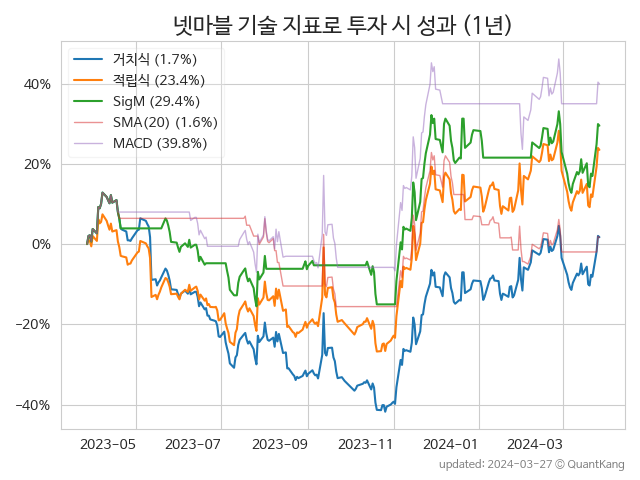 넷마블 기술 지표로 투자 시 성과 (1년)
거치식 (1.7%)
적립식 (23.4%)
SigM (29.4%)
SMA(20) (1.6%)
MACD (39.8%)
40%
20%
0%
−20%
−40%
2023-05 2023-07 2023-09 2023-11 2024-01 2024-03
updated: 2024-03-27 © QuantKang